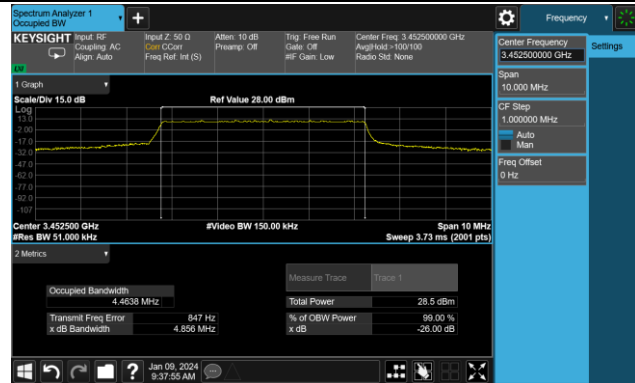 Spectrum Analyzer 1
Occupied BW
+
Frequency
KEYSIGHT
Input: RF
Coupling: AC
Align: Auto
Input Z: 50 Ω
Corr CCorr
Freq Ref: Int (S)
Atten: 10 dB
Preamp: Off
Trig: Free Run
Gate: Off
#IF Gain: Low
Center Freq: 3.452500000 GHz
Avg|Hold:>100/100
Radio Std: None
Center Frequency
3.452500000 GHz
Settings
Span
10.000 MHz
CF Step
1.000000 MHz
Auto
Man
Freq Offset
0 Hz
1 Graph
Scale/Div 15.0 dB
Ref Value 28.00 dBm
Log
13.0
-2.00
-17.0
-32.0
-47.0
-62.0
-77.0
-92.0
-107
Center 3.452500 GHz
#Video BW 150.00 kHz
Span 10 MHz
#Res BW 51.000 kHz
Sweep 3.73 ms (2001 pts)
2 Metrics
Measure Trace
Trace 1
Occupied Bandwidth
4.4638 MHz
Total Power
28.5 dBm
Transmit Freq Error
847 Hz
% of OBW Power
99.00 %
x dB Bandwidth
4.856 MHz
x dB
-26.00 dB
?
Jan 09, 2024
9:37:55 AM